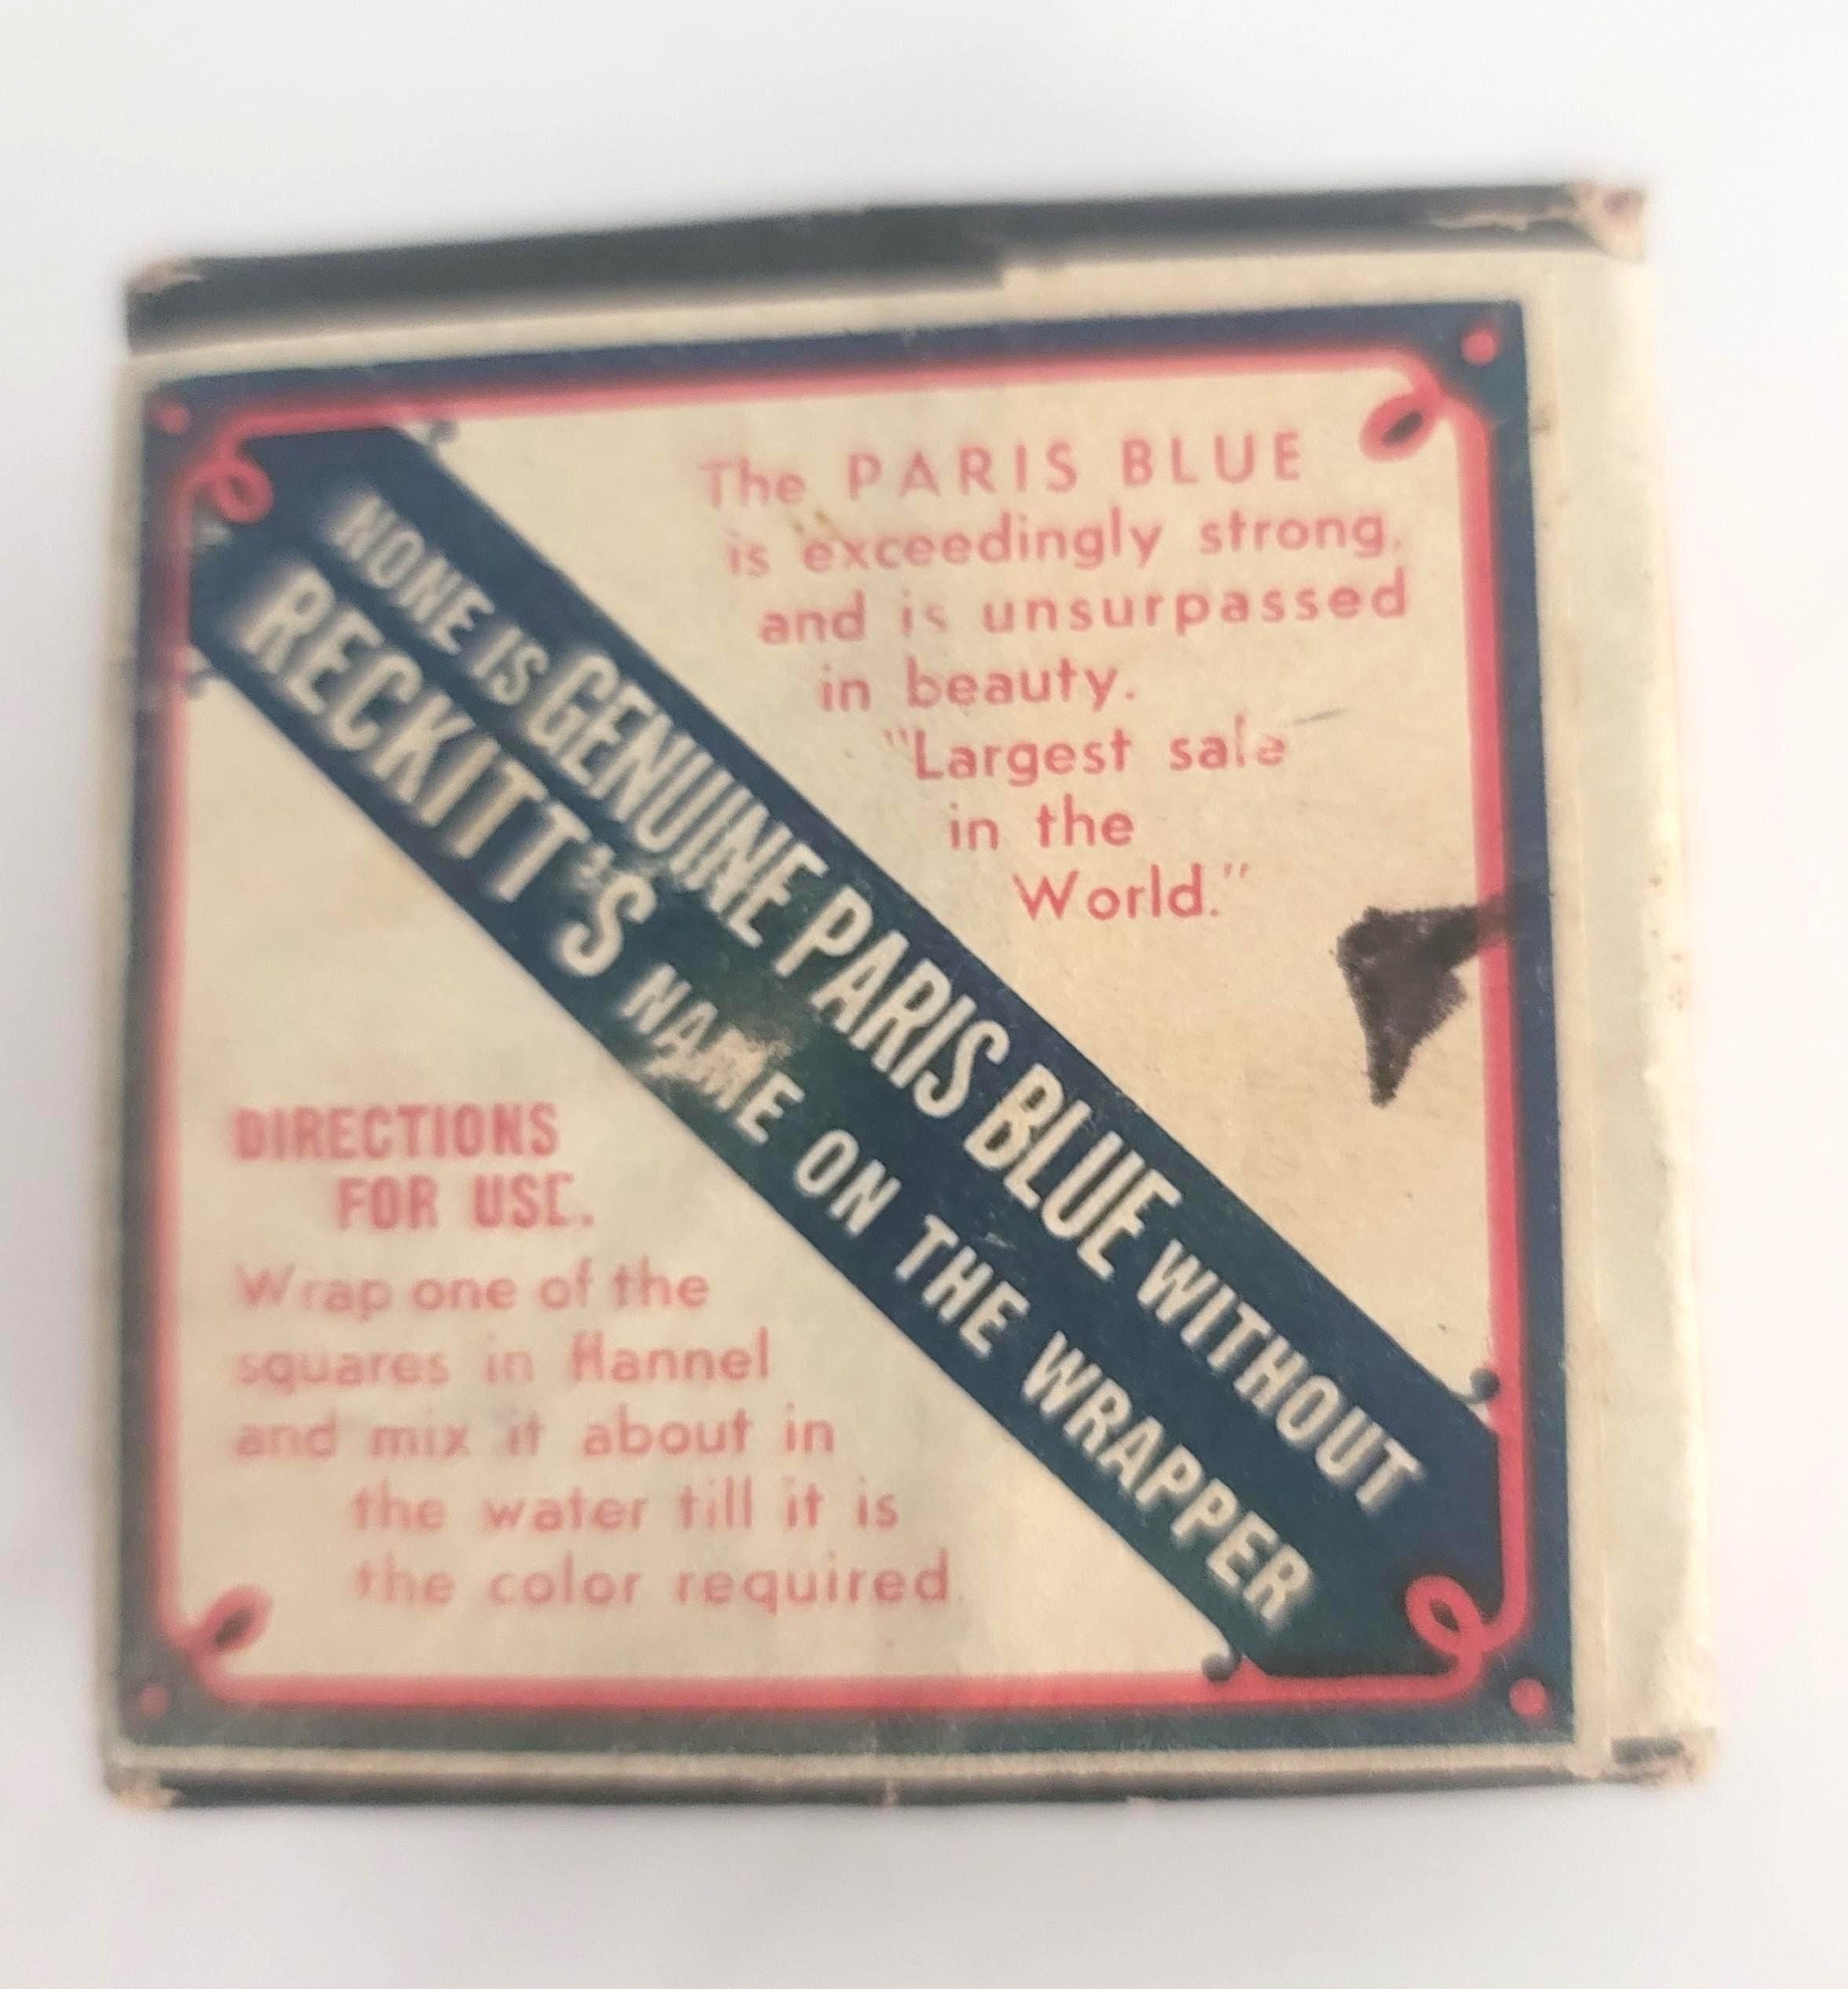 The PARIS BLUE
is exceedingly strong,
and is unsurpassed
in beauty.
"Largest sale
in the
World."
NONE IS GENUINE PARIS BLUE WITHOUT
RECKITT'S NAME ON THE WRAPPER
DIRECTIONS
FOR USE.
Wrap one of the
squares in flannel
and mix it about in
the water till it is
the color required.